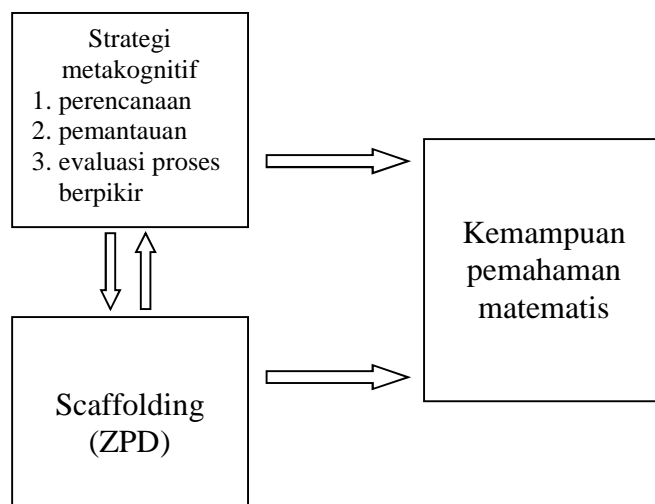 Strategi
metakognitif
1. perencanaan
2. pemantauan
3. evaluasi proses
berpikir
Kemampuan
pemahaman
matematis
Scaffolding
(ZPD)